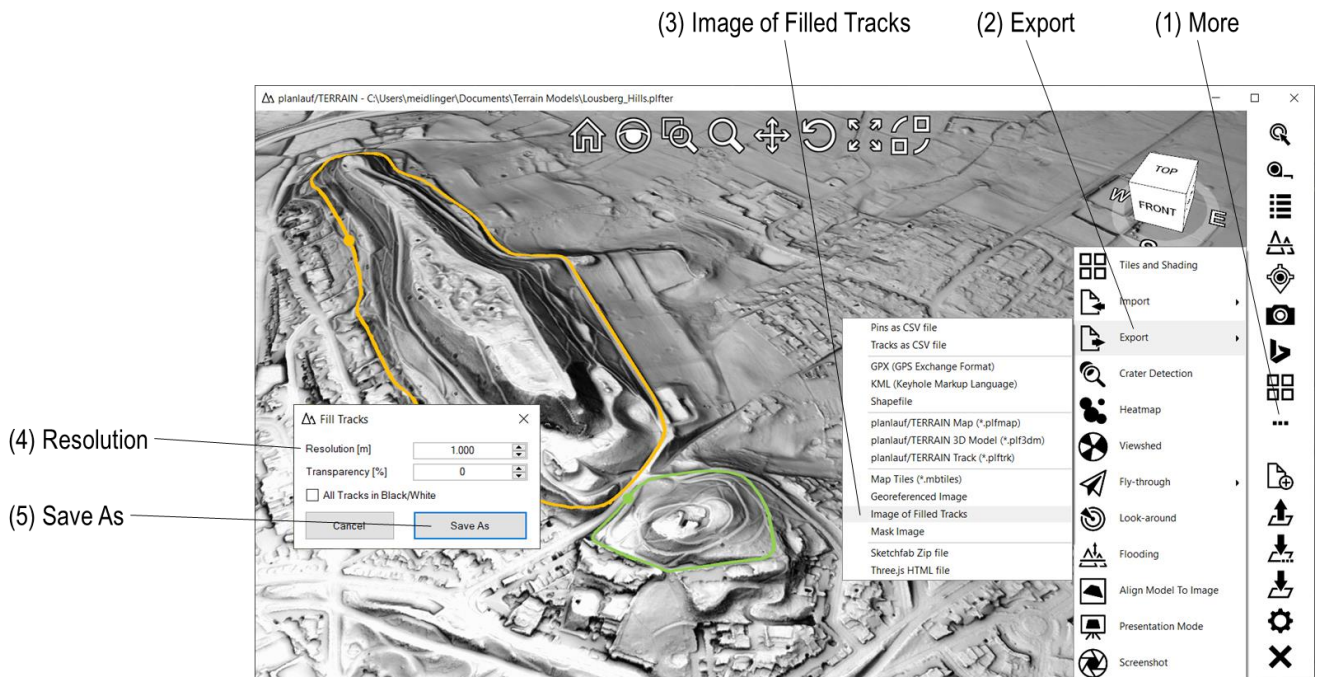 (3) Image of Filled Tracks
(2) Export
(1) More
planlauf/TERRAIN - C:\Users\meidlinger\Documents\Terrain Models\Lousberg_Hills.plfter
TOP
FRONT
W
E
Tiles and Shading
Import
Export
Crater Detection
Heatmap
Viewshed
Fly-through
Look-around
Flooding
Align Model To Image
Presentation Mode
Screenshot
Pins as CSV file
Tracks as CSV file
GPX (GPS Exchange Format)
KML (Keyhole Markup Language)
Shapefile
planlauf/TERRAIN Map (*.plfmap)
planlauf/TERRAIN 3D Model (*.plf3dm)
planlauf/TERRAIN Track (*.plftrk)
Map Tiles (*.mbtiles)
Georeferenced Image
Image of Filled Tracks
Mask Image
Sketchfab Zip file
Three.js HTML file
(4) Resolution
(5) Save As
Fill Tracks
Resolution [m] 1.000
Transparency [%] 0
All Tracks in Black/White
Cancel Save As